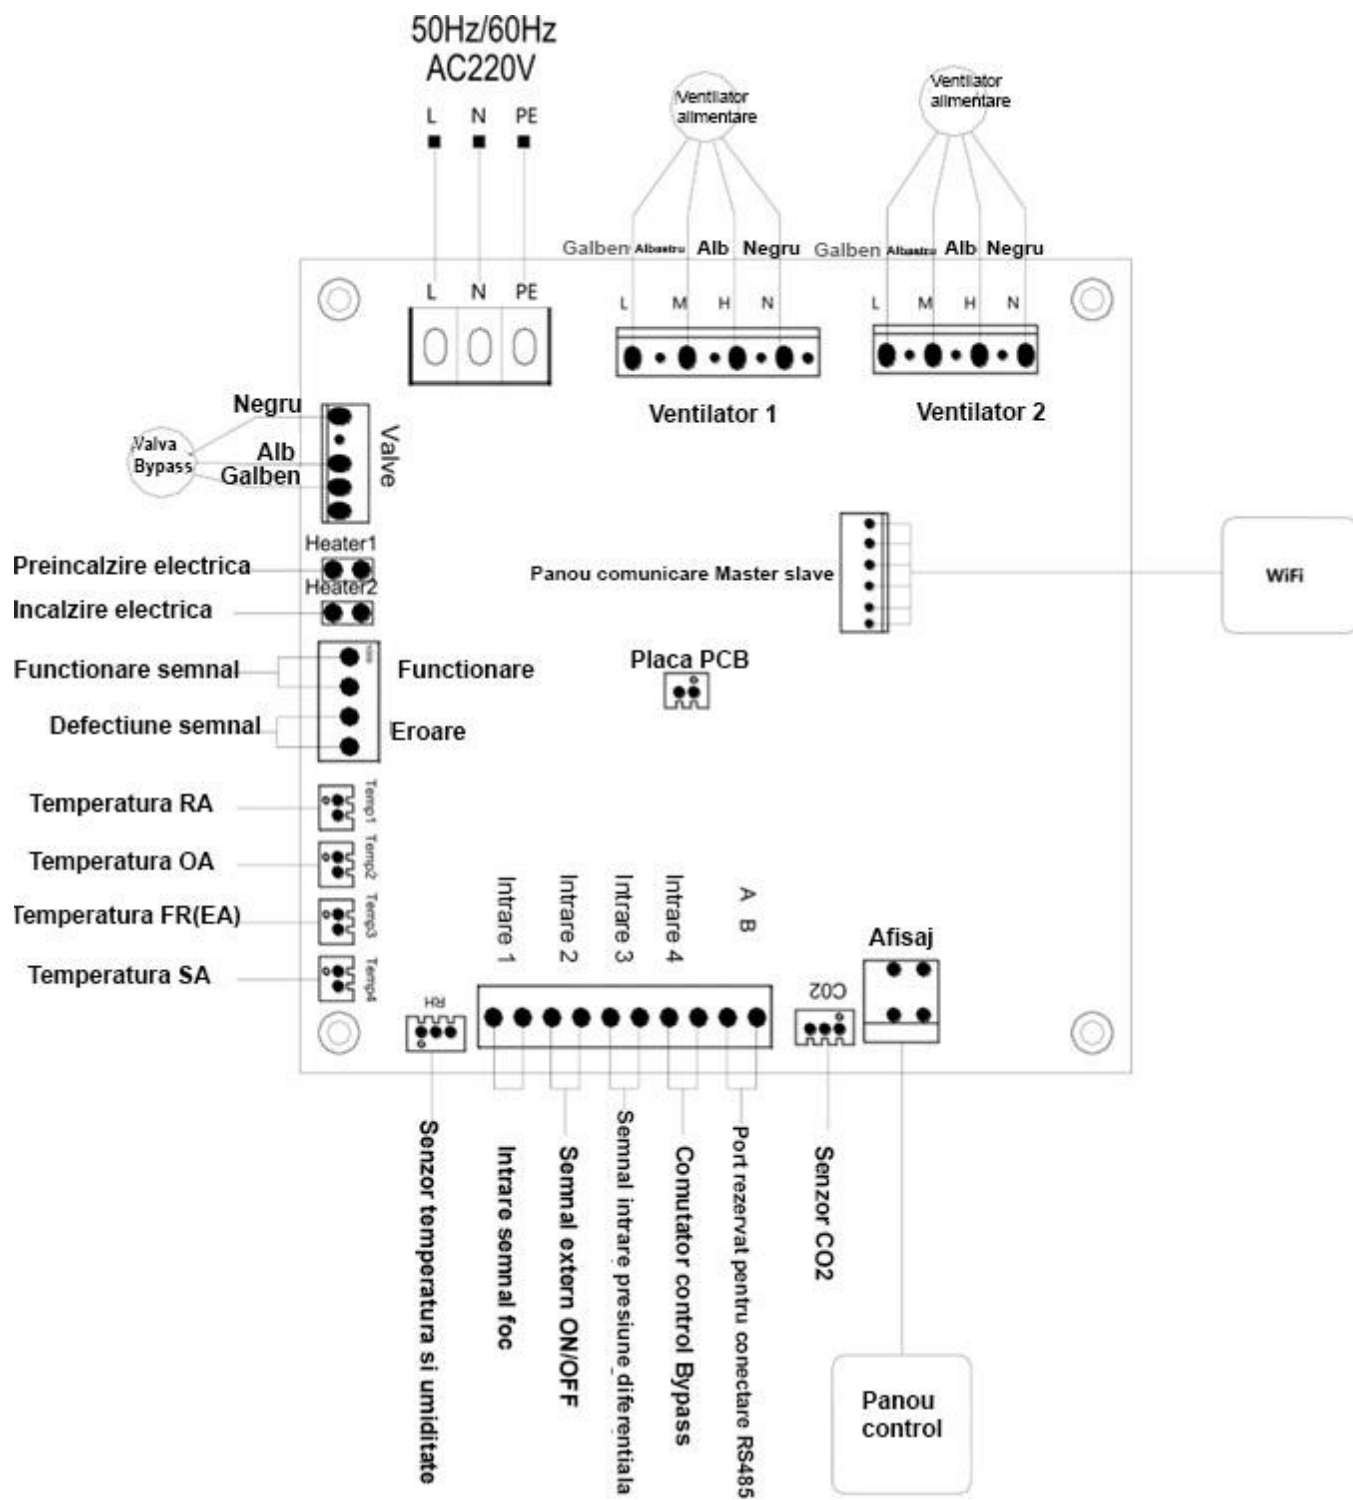 50Hz/60Hz
AC220V
L N PE
Ventilator
alimentare
Ventilator
alimentare
Galben Albastru Alb Negru
Galben Albastru Alb Negru
L N PE
L M H N
L M H N
Ventilator 1
Ventilator 2
Negru
Alb
Galben
Valva
Bypass
Valve
Heater1
Preincalzire electrica
Heater2
Incalzire electrica
Panou comunicare Master slave
WiFi
Placa PCB
Functionare semnal
Functionare
Defectiune semnal
Eroare
Temperatura RA
Temp1
Temperatura OA
Temp2
Temperatura FR(EA)
Temp3
Temperatura SA
Temp4
RH
Intrare 1
Intrare 2
Intrare 3
Intrare 4
A
B
C02
Afisaj
Senzor temperatura si umiditate
Intrare semnal foc
Semnal extern ON/OFF
Semnal intrare presiune diferentiala
Comutator control Bypass
Port rezervat pentru conectare RS485
Senzor CO2
Panou
control